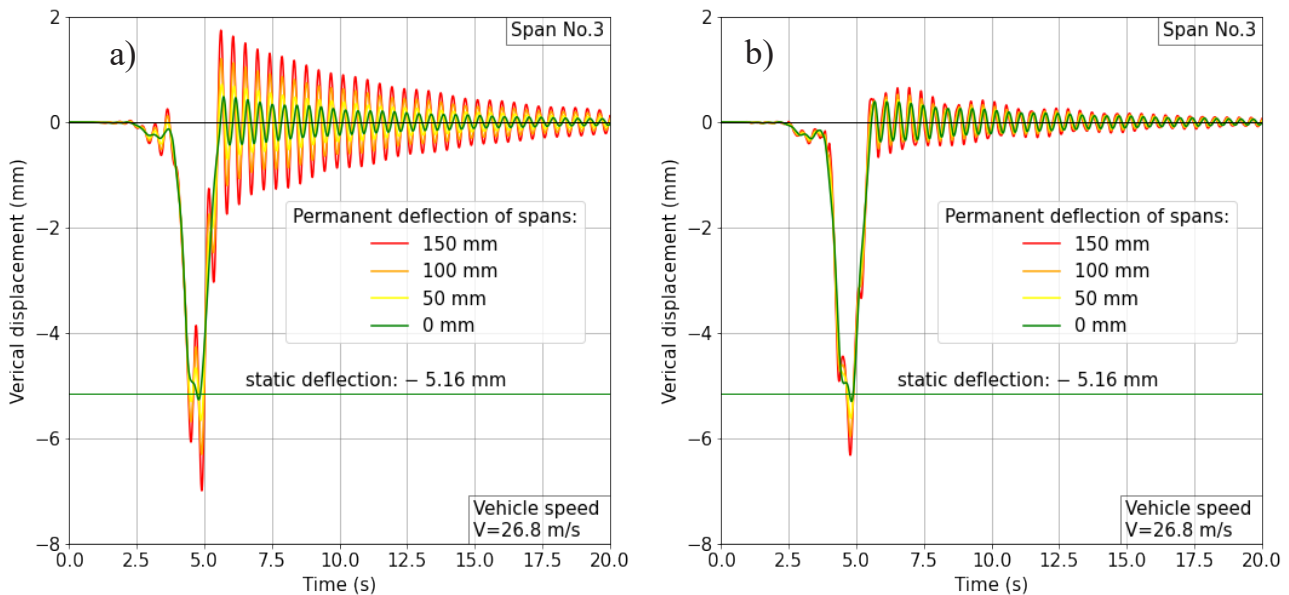 a)
Span No.3
Verical displacement (mm)
2
0
−2
−4
−6
−8
Permanent deflection of spans:
150 mm
100 mm
50 mm
0 mm
static deflection: − 5.16 mm
Vehicle speed
V=26.8 m/s
0.0 2.5 5.0 7.5 10.0 12.5 15.0 17.5 20.0
Time (s)
b)
Span No.3
Verical displacement (mm)
2
0
−2
−4
−6
−8
Permanent deflection of spans:
150 mm
100 mm
50 mm
0 mm
static deflection: − 5.16 mm
Vehicle speed
V=26.8 m/s
0.0 2.5 5.0 7.5 10.0 12.5 15.0 17.5 20.0
Time (s)